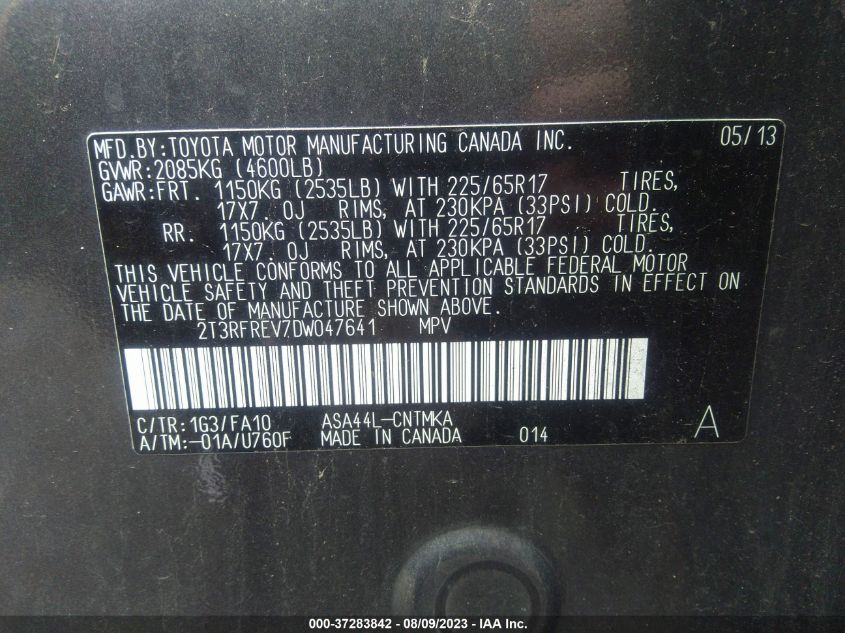 MFD.BY:TOYOTA MOTOR MANUFACTURING CANADA INC. 05/13
GVWR:2085KG (4600LB)
GAWR:FRT. 1150KG (2535LB) WITH 225/65R17 TIRES,
17X7.0J RIMS, AT 230KPA (33PSI) COLD.
RR. 1150KG (2535LB) WITH 225/65R17 TIRES,
17X7.0J RIMS, AT 230KPA (33PSI) COLD.
THIS VEHICLE CONFORMS TO ALL APPLICABLE FEDERAL MOTOR
VEHICLE SAFETY AND THEFT PREVENTION STANDARDS IN EFFECT ON
THE DATE OF MANUFACTURE SHOWN ABOVE.
2T3RFREV7DW047641 MPV
C/TR:1G3/FA10 ASA44L-CNTMKA
A/TM:-01A/U760F MADE IN CANADA 014 A
000-37283842 - 08/09/2023 - IAA Inc.